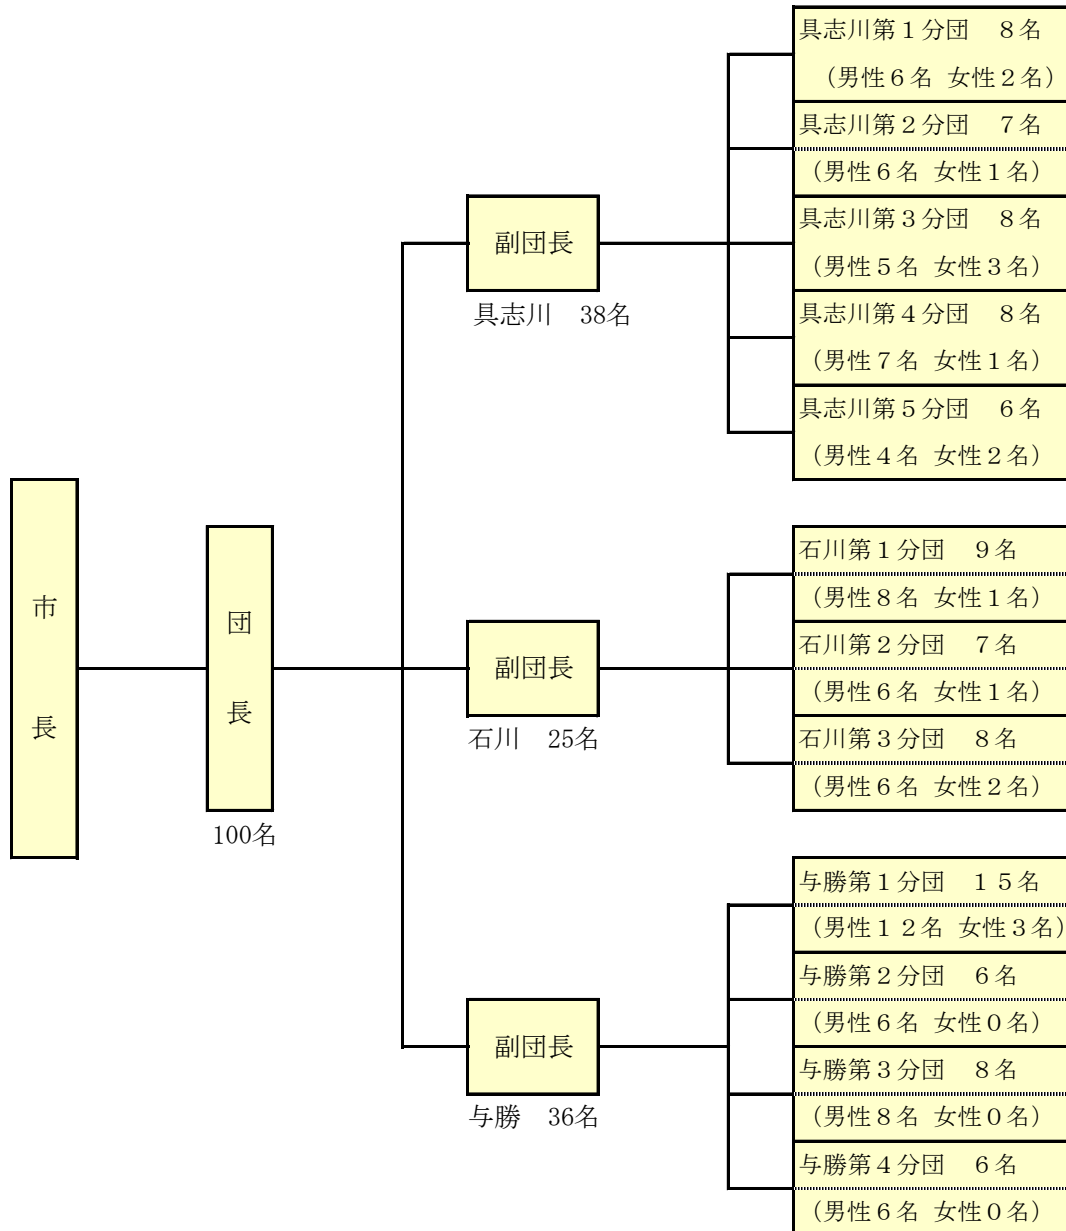 市
長
団
長
100名
副団長
具志川　38名
具志川第１分団　８名
（男性６名 女性２名）
具志川第２分団　７名
（男性６名 女性１名）
具志川第３分団　８名
（男性５名 女性３名）
具志川第４分団　８名
（男性７名 女性１名）
具志川第５分団　６名
（男性４名 女性２名）
副団長
石川　25名
石川第１分団　９名
（男性８名 女性１名）
石川第２分団　７名
（男性６名 女性１名）
石川第３分団　８名
（男性６名 女性２名）
副団長
与勝　36名
与勝第１分団　１５名
（男性１２名 女性３名）
与勝第２分団　６名
（男性６名 女性０名）
与勝第３分団　８名
（男性８名 女性０名）
与勝第４分団　６名
（男性６名 女性０名）